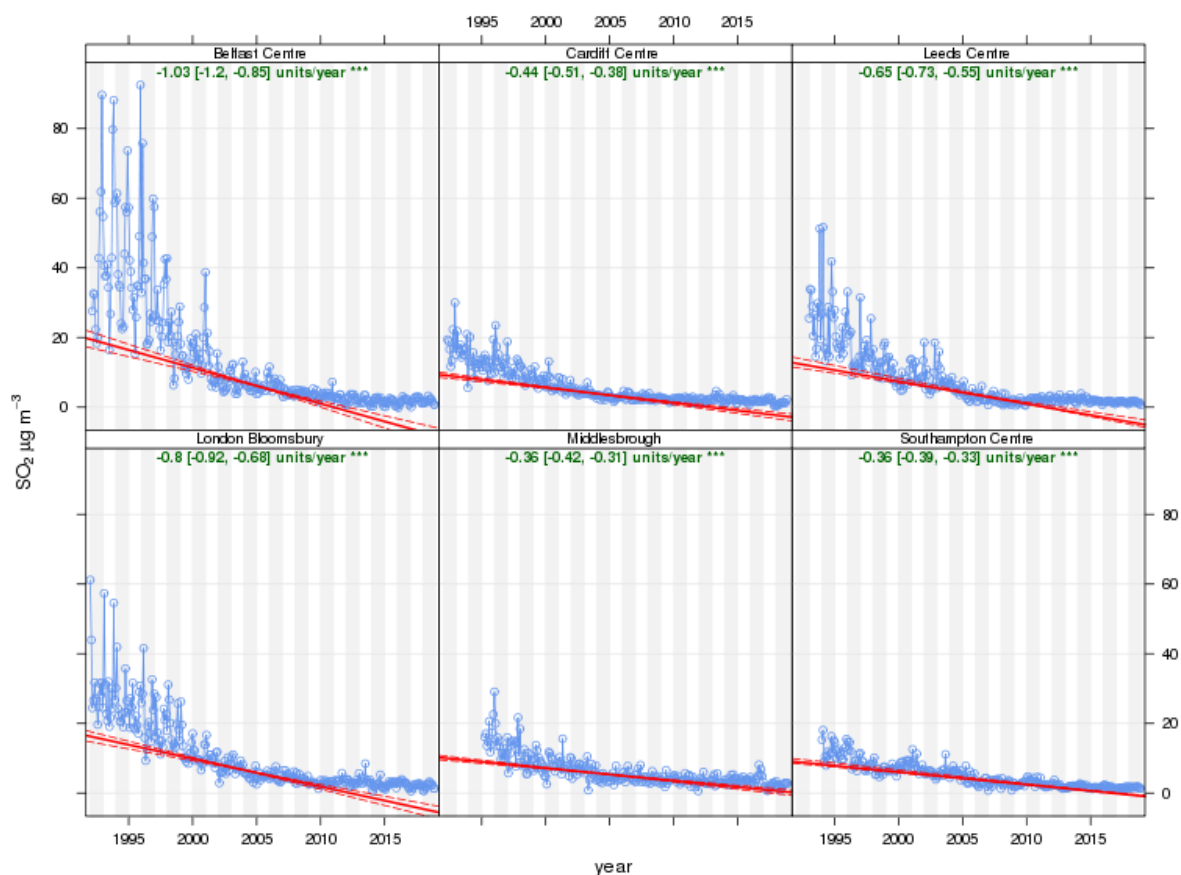 1995 2000 2005 2010 2015
Belfast Centre Cardiff Centre Leeds Centre
-1.03 [-1.2, -0.85] units/year *** -0.44 [-0.51, -0.38] units/year *** -0.65 [-0.73, -0.55] units/year ***
80
60
40
20
0
London Bloomsbury Middlesbrough Southampton Centre
-0.8 [-0.92, -0.68] units/year *** -0.36 [-0.42, -0.31] units/year *** -0.36 [-0.39, -0.33] units/year ***
80
60
40
20
0
SO₂ µg m⁻³
1995 2000 2005 2010 2015 1995 2000 2005 2010 2015
year